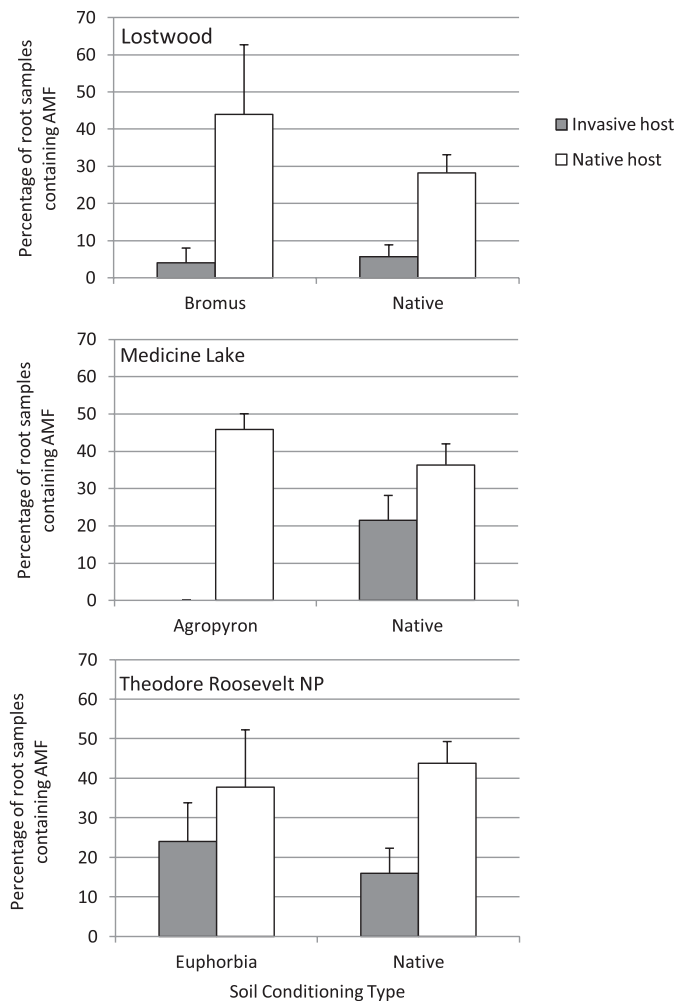 Lostwood
Percentage of root samples
containing AMF
70
60
50
40
30
20
10
0
Bromus
Native
Invasive host
Native host
Medicine Lake
Percentage of root samples
containing AMF
70
60
50
40
30
20
10
0
Agropyron
Native
Theodore Roosevelt NP
Percentage of root samples
containing AMF
70
60
50
40
30
20
10
0
Euphorbia
Native
Soil Conditioning Type